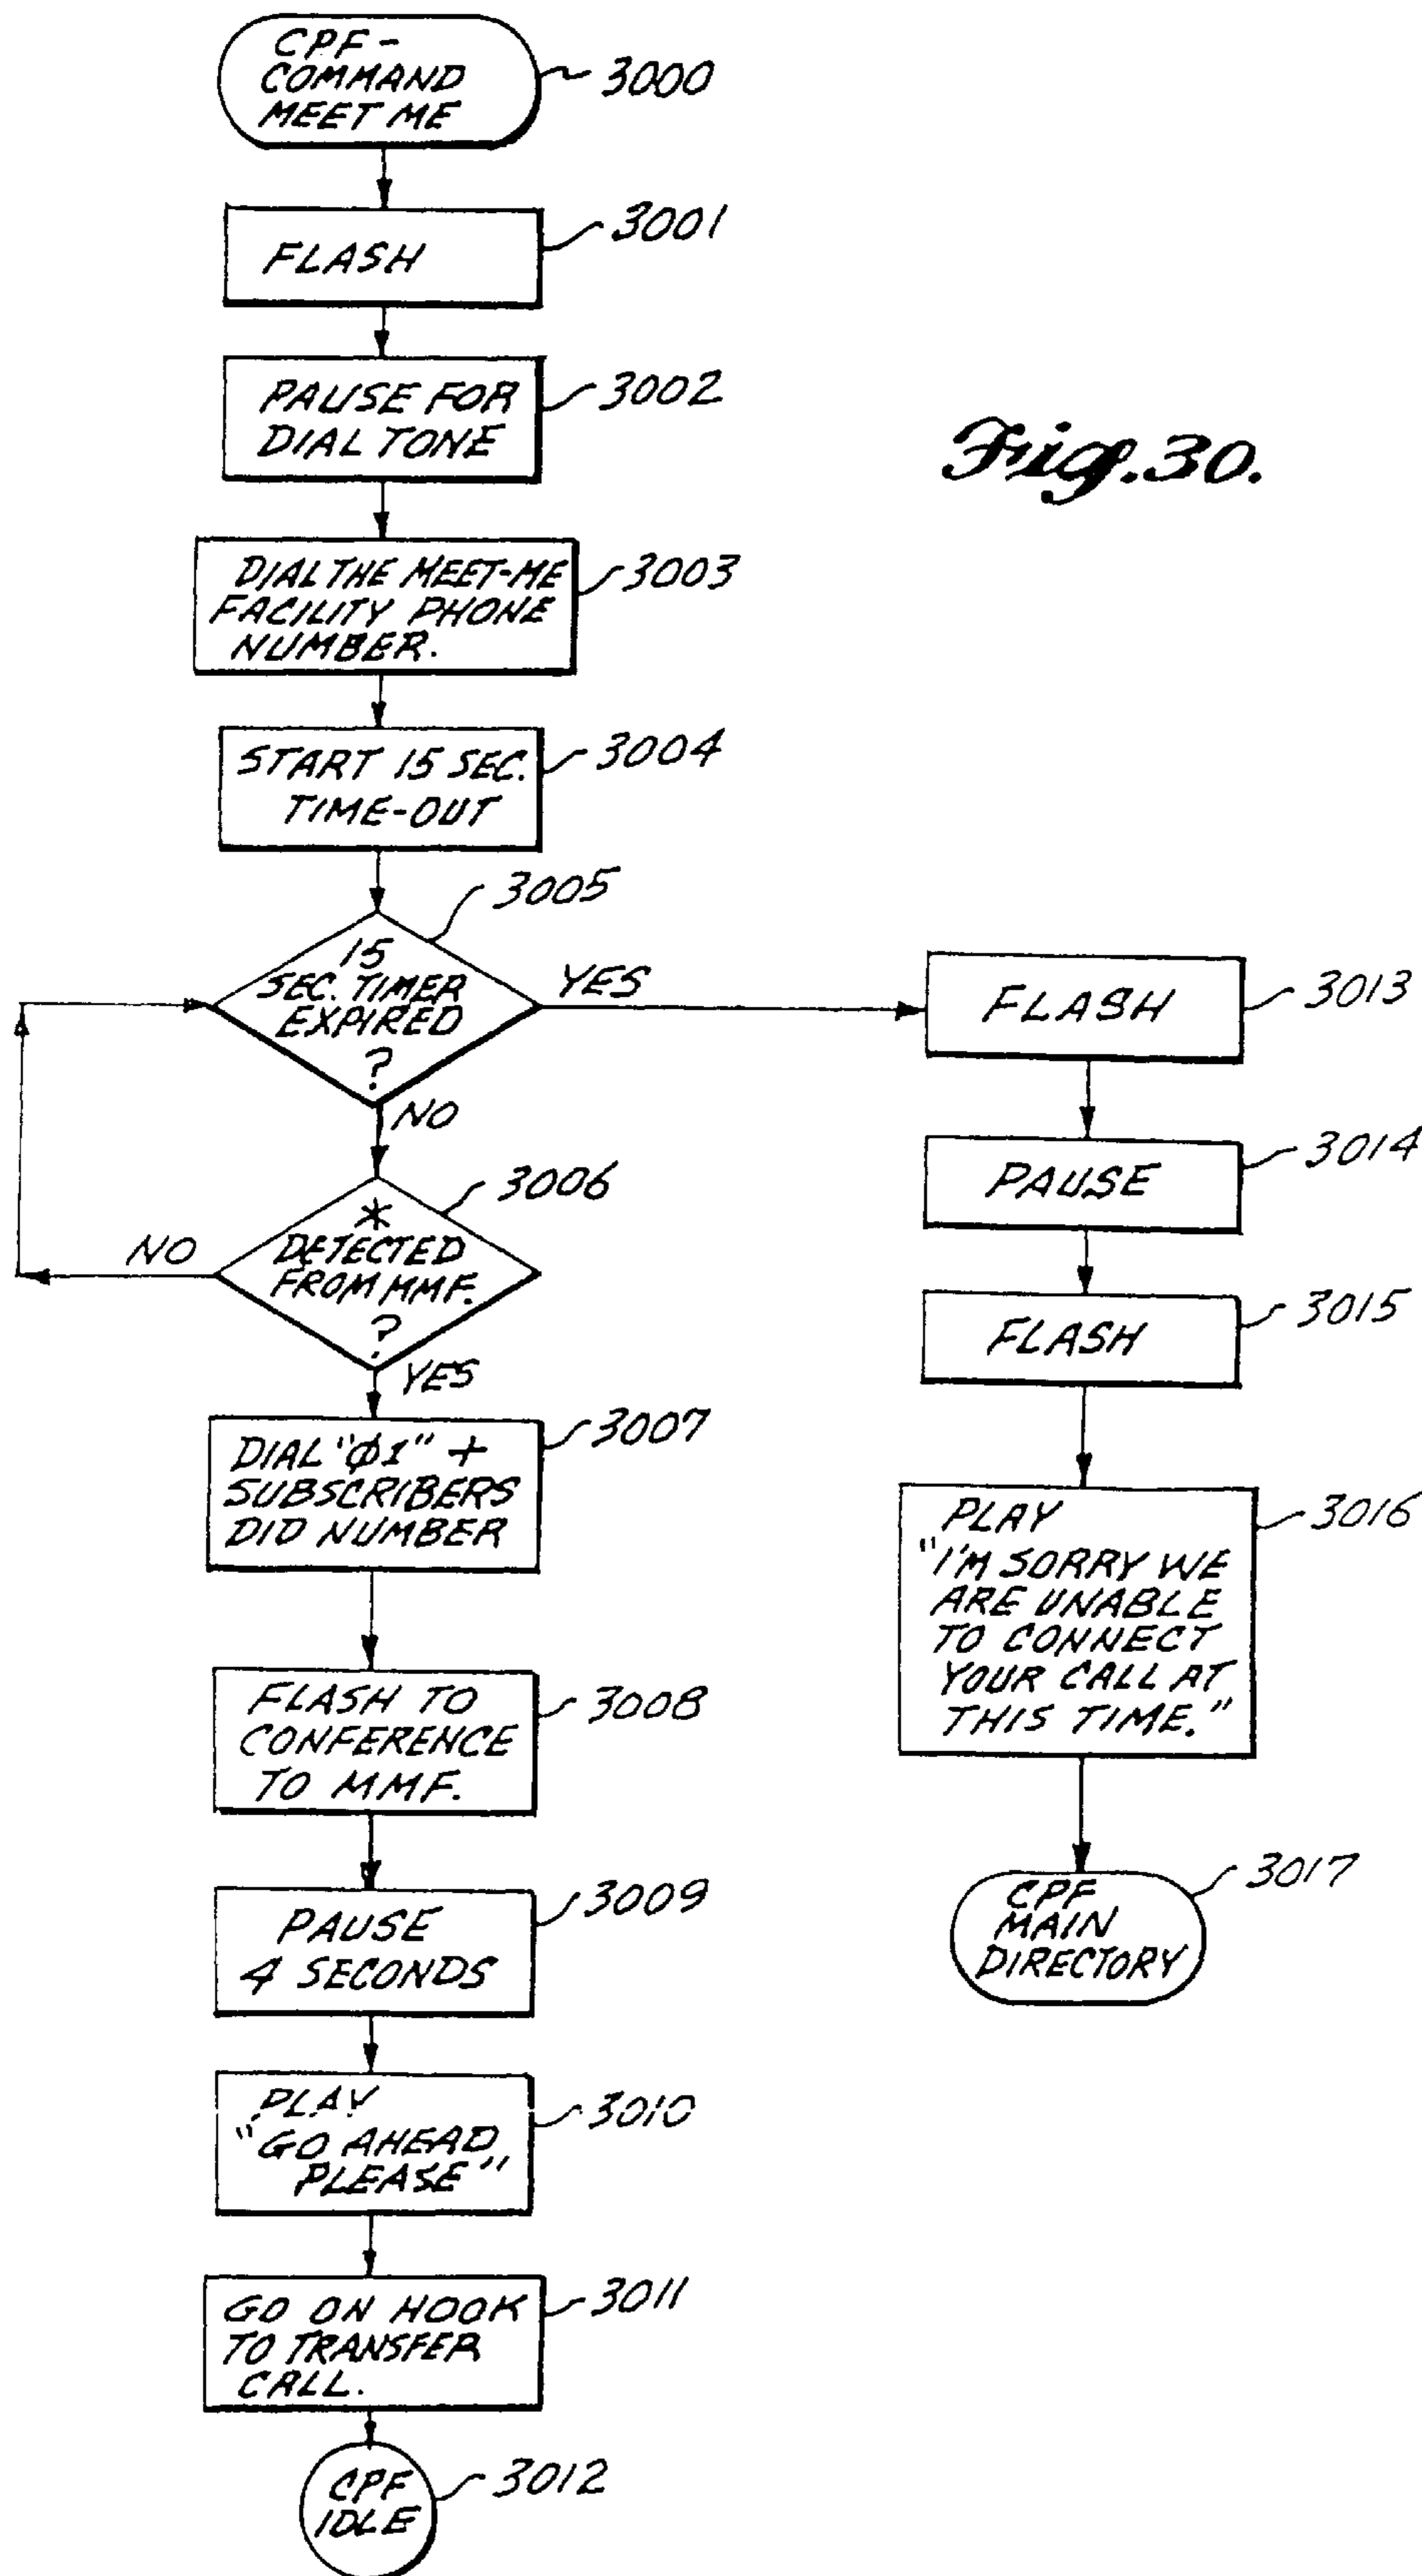 CPF-
COMMAND
MEET ME
3000
FLASH
3001
PAUSE FOR
DIAL TONE
3002
Fig. 30.
DIAL THE MEET-ME
FACILITY PHONE
NUMBER.
3003
START 15 SEC.
TIME-OUT
3004
3005
15
SEC. TIMER
EXPIRED
?
YES
NO
3006
*
DETECTED
FROM MMF.
?
NO
YES
DIAL "Ø1" +
SUBSCRIBERS
DID NUMBER
3007
FLASH TO
CONFERENCE
TO MMF.
3008
PAUSE
4 SECONDS
3009
PLAY
"GO AHEAD
PLEASE"
3010
GO ON HOOK
TO TRANSFER
CALL.
3011
CPF
IDLE
3012
FLASH
3013
PAUSE
3014
FLASH
3015
PLAY
"I'M SORRY WE
ARE UNABLE
TO CONNECT
YOUR CALL AT
THIS TIME."
3016
CPF
MAIN
DIRECTORY
3017